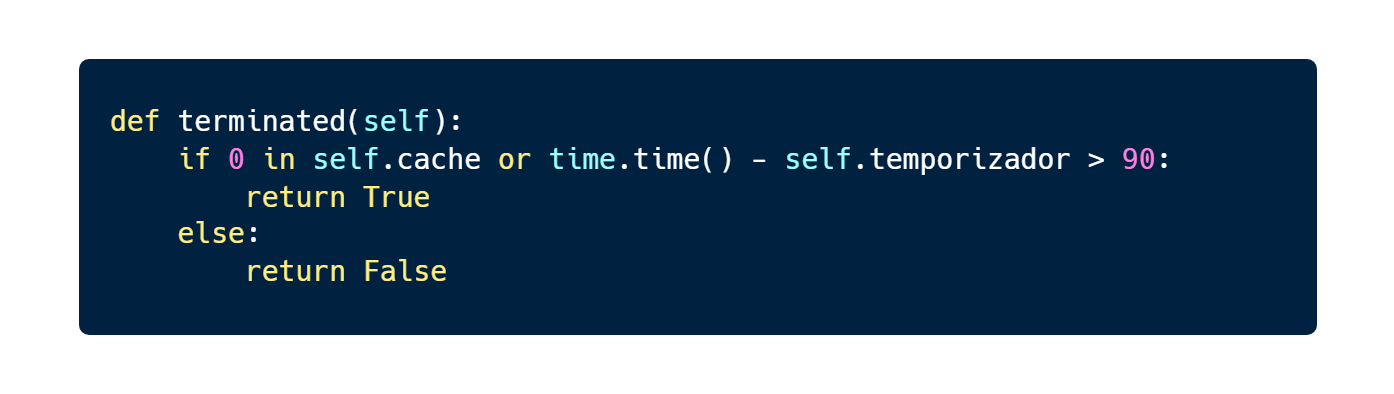 def terminated(self):
    if 0 in self.cache or time.time() - self.temporizador > 90:
        return True
    else:
        return False